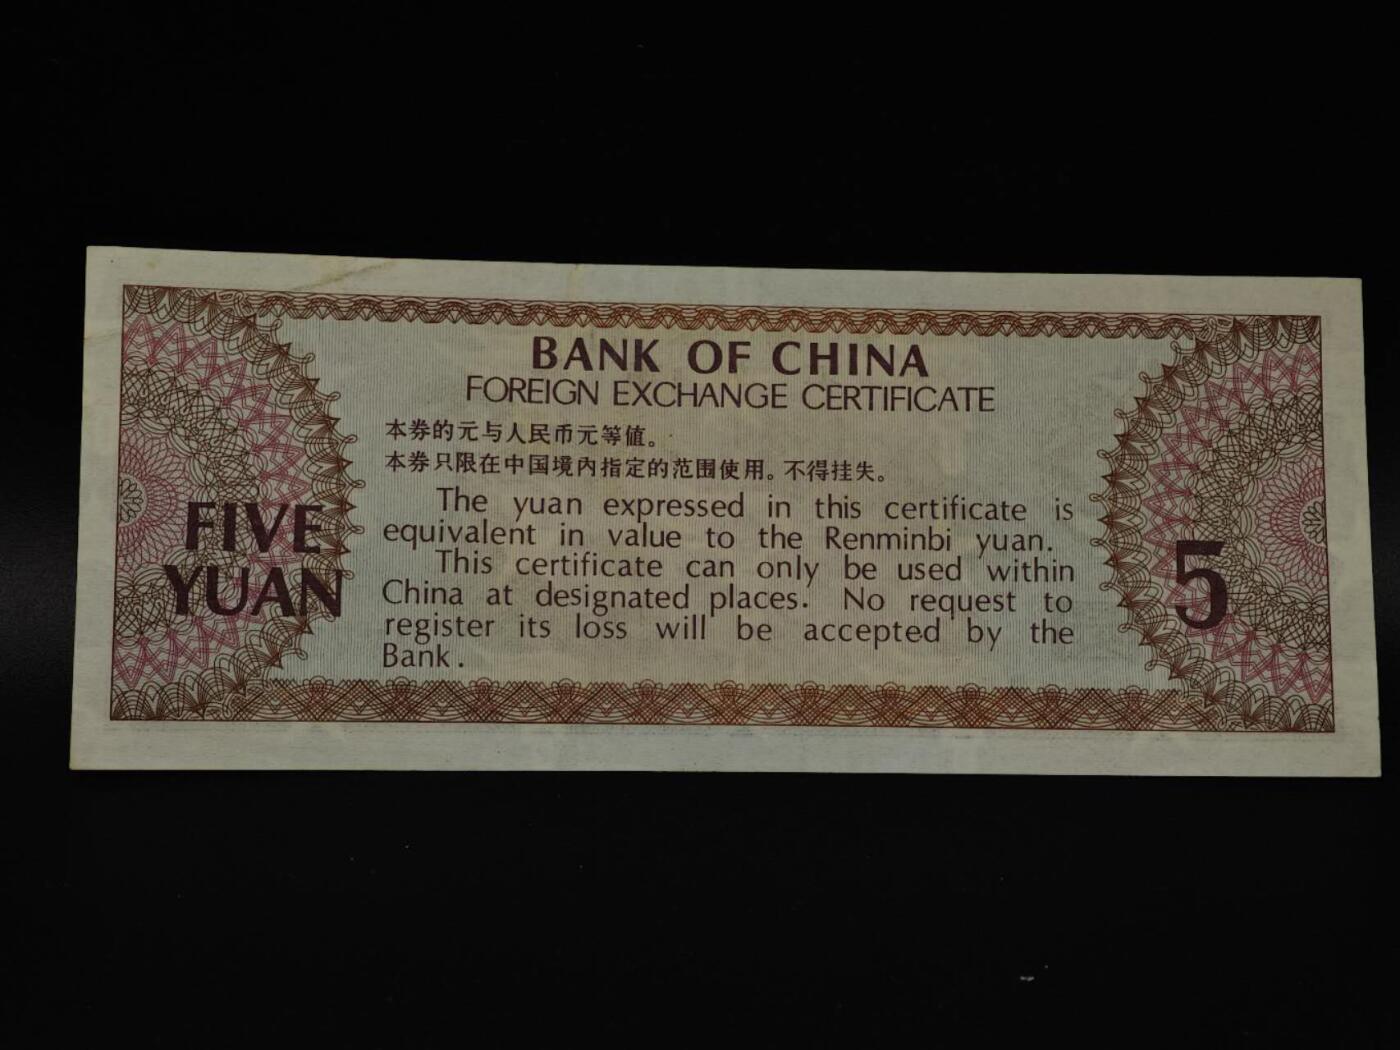 BANK OF CHINA
FOREIGN EXCHANGE CERTIFICATE
本券的元与人民币元等值。
本券只限在中国境内指定的范围使用。不得挂失。
The yuan expressed in this certificate is
equivalent in value to the Renminbi yuan.
This certificate can only be used within
China at designated places. No request to
register its loss will be accepted by the
Bank.
FIVE
YUAN
5